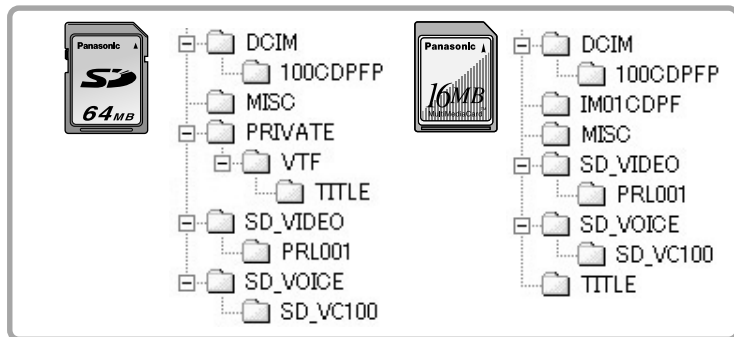 Panasonic
SD
64MB
DCIM
100CDPFP
MISC
PRIVATE
VTF
TITLE
SD_VIDEO
PRL001
SD_VOICE
SD_VC100
Panasonic
16MB
MultiMediaCard
DCIM
100CDPFP
IM01CDPF
MISC
SD_VIDEO
PRL001
SD_VOICE
SD_VC100
TITLE